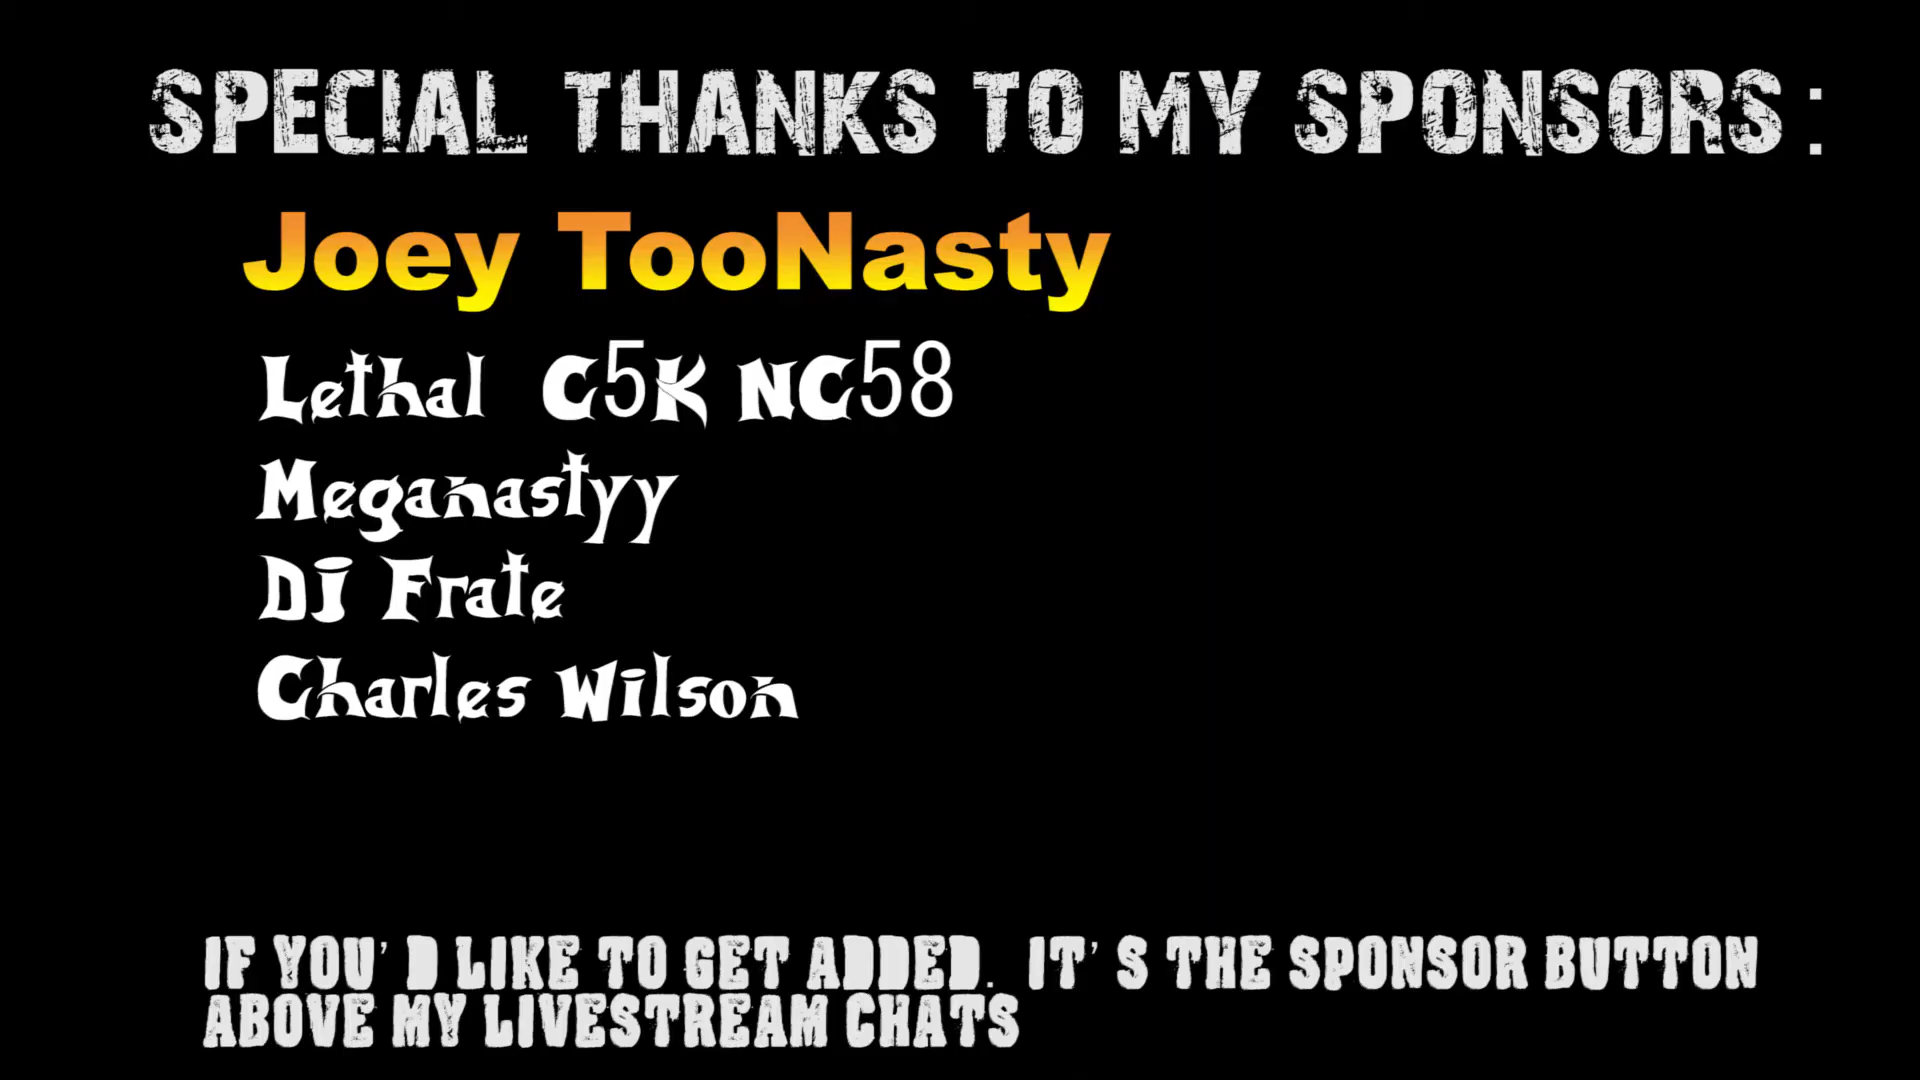 SPECIAL THANKS TO MY SPONSORS:
Joey TooNasty
Lethal C5K NC58
Meganastyy
DJ Frate
Charles Wilson
IF YOU'D LIKE TO GET ADDED. IT'S THE SPONSOR BUTTON
ABOVE MY LIVESTREAM CHATS